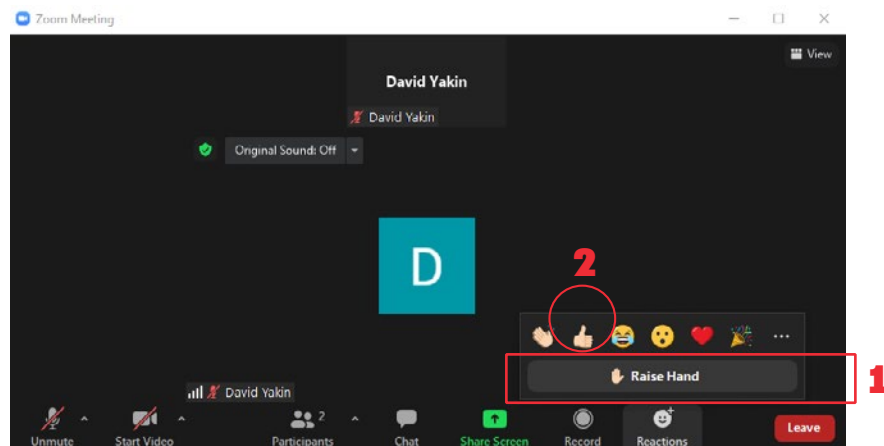 Zoom Meeting
View
David Yakin
David Yakin
Original Sound: Off
D
2
Raise Hand
1
David Yakin
2
Unmute Start Video Participants Chat Share Screen Record Reactions Leave